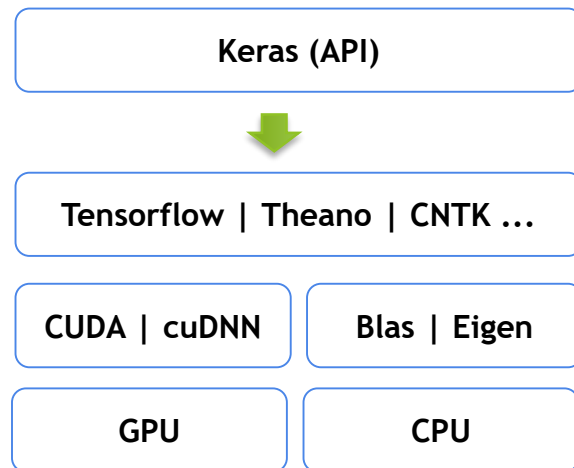 Keras (API)
Tensorflow | Theano | CNTK ...
CUDA | cuDNN
Blas | Eigen
GPU
CPU